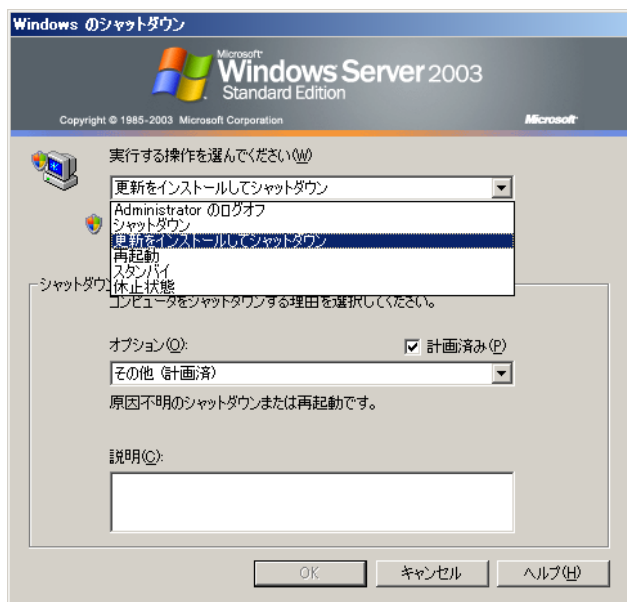 Windows のシャットダウン
Microsoft
Windows Server 2003
Standard Edition
Copyright © 1985-2003 Microsoft Corporation
Microsoft
実行する操作を選んでください(W)
更新をインストールしてシャットダウン
Administrator のログオフ
シャットダウン
更新をインストールしてシャットダウン
再起動
スタンバイ
休止状態
シャットダウ
コンピュータをシャットダウンする理由を選択してください。
オプション(O):
計画済み(P)
その他 (計画済)
原因不明のシャットダウンまたは再起動です。
説明(C):
OK
キャンセル
ヘルプ(H)